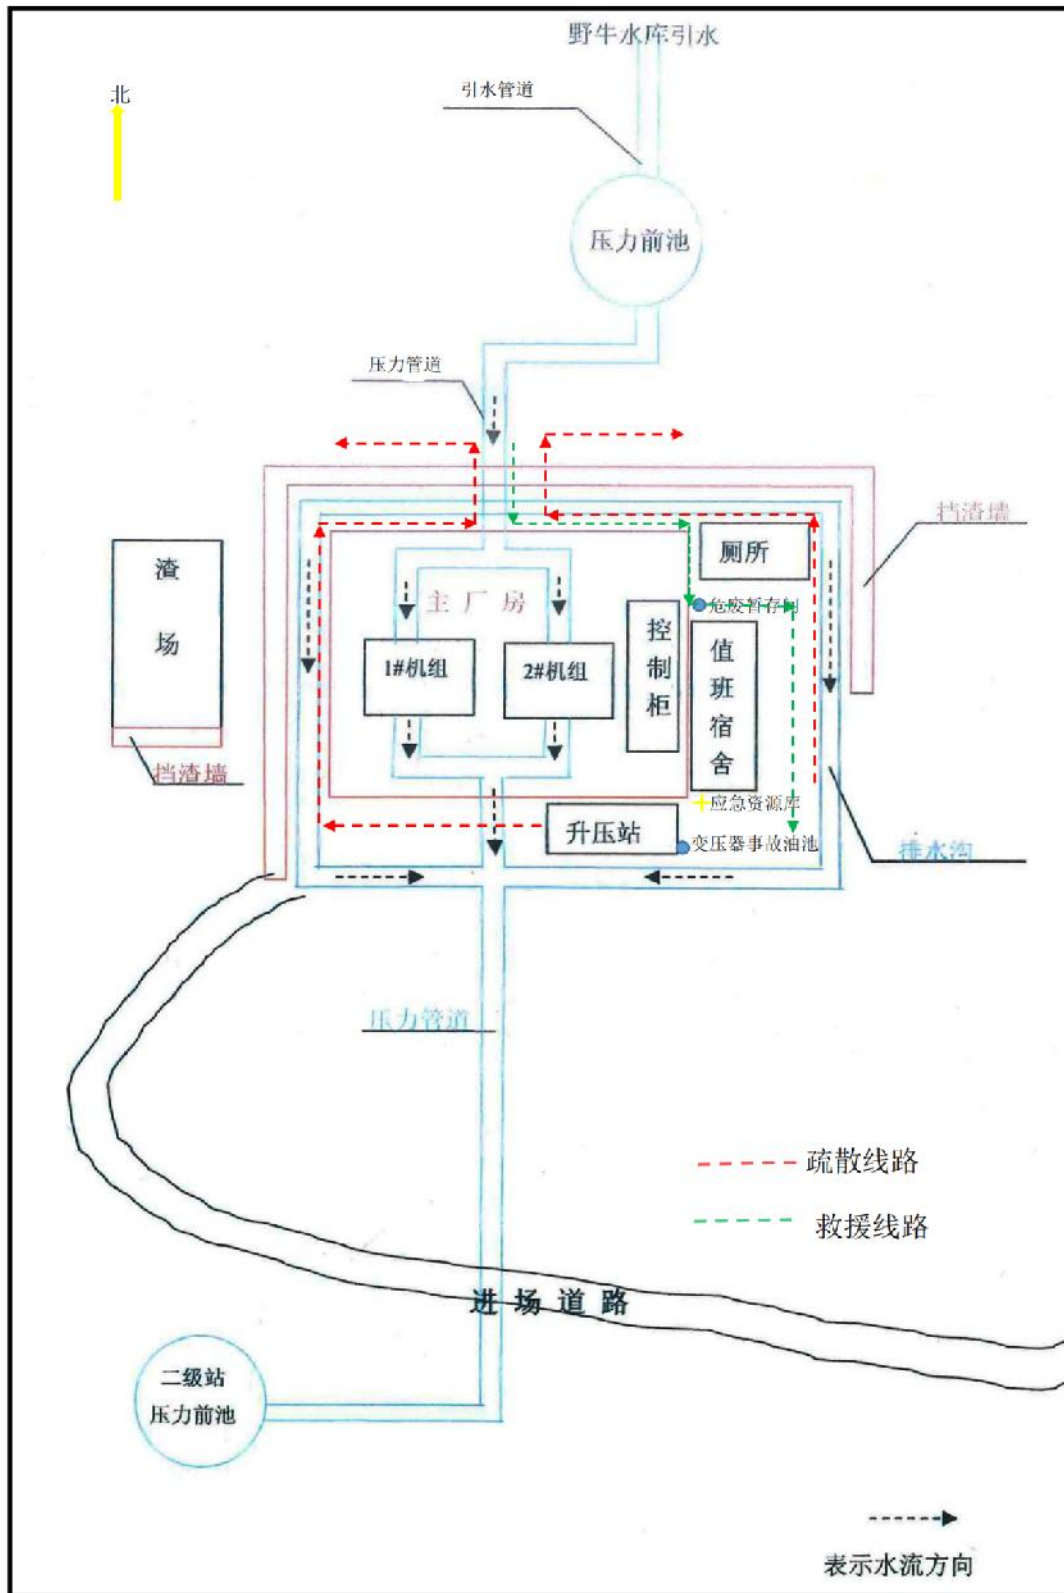 野牛水库引水
北
引水管道
压力前池
压力管道
挡渣墙
渣场
厕所
主厂房
危废暂存间
控制柜
值班宿舍
1#机组
2#机组
挡渣墙
应急资源库
升压站
变压器事故油池
排水沟
压力管道
疏散线路
救援线路
进场道路
二级站
压力前池
表示水流方向